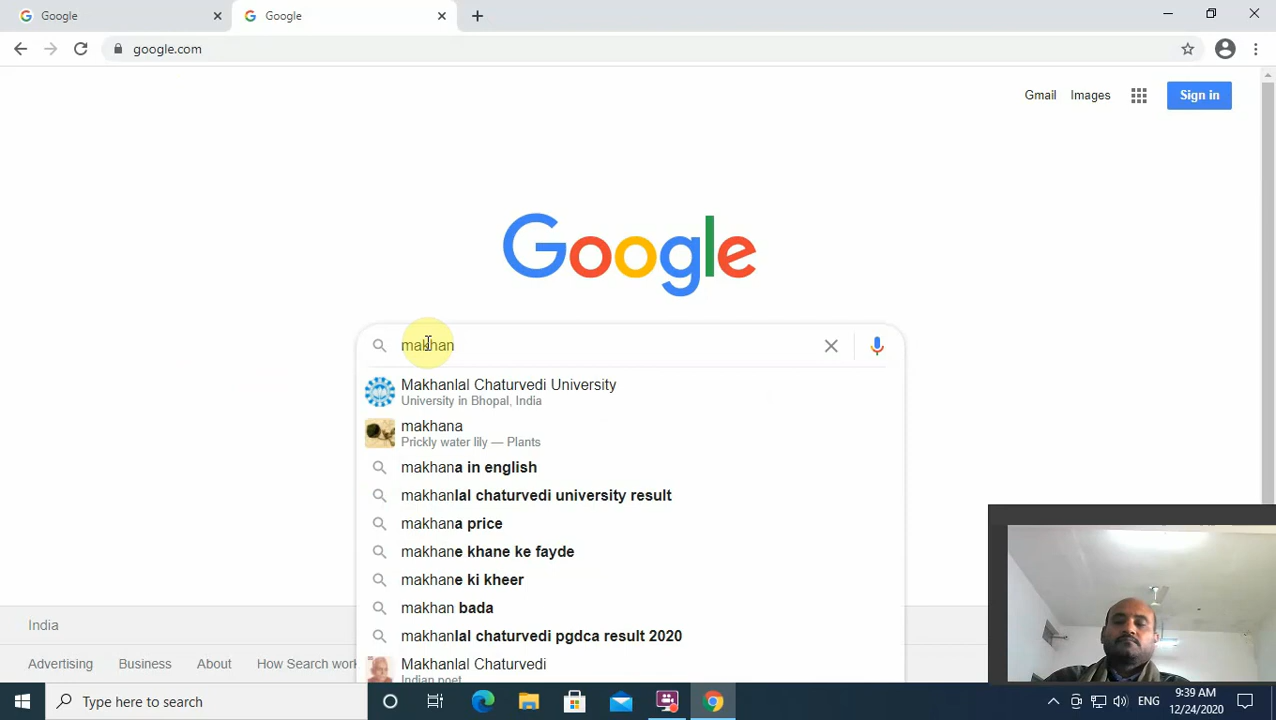 Google
Google
google.com
Gmail Images Sign in
Google
makhan
Makhanlal Chaturvedi University
University in Bhopal, India
makhana
Prickly water lily — Plants
makhana in english
makhanlal chaturvedi university result
makhana price
makhane khane ke fayde
makhane ki kheer
makhan bada
makhanlal chaturvedi pgdca result 2020
Makhanlal Chaturvedi
Indian poet
India
Advertising Business About How Search
Type here to search
ENG
9:39 AM
12/24/2020